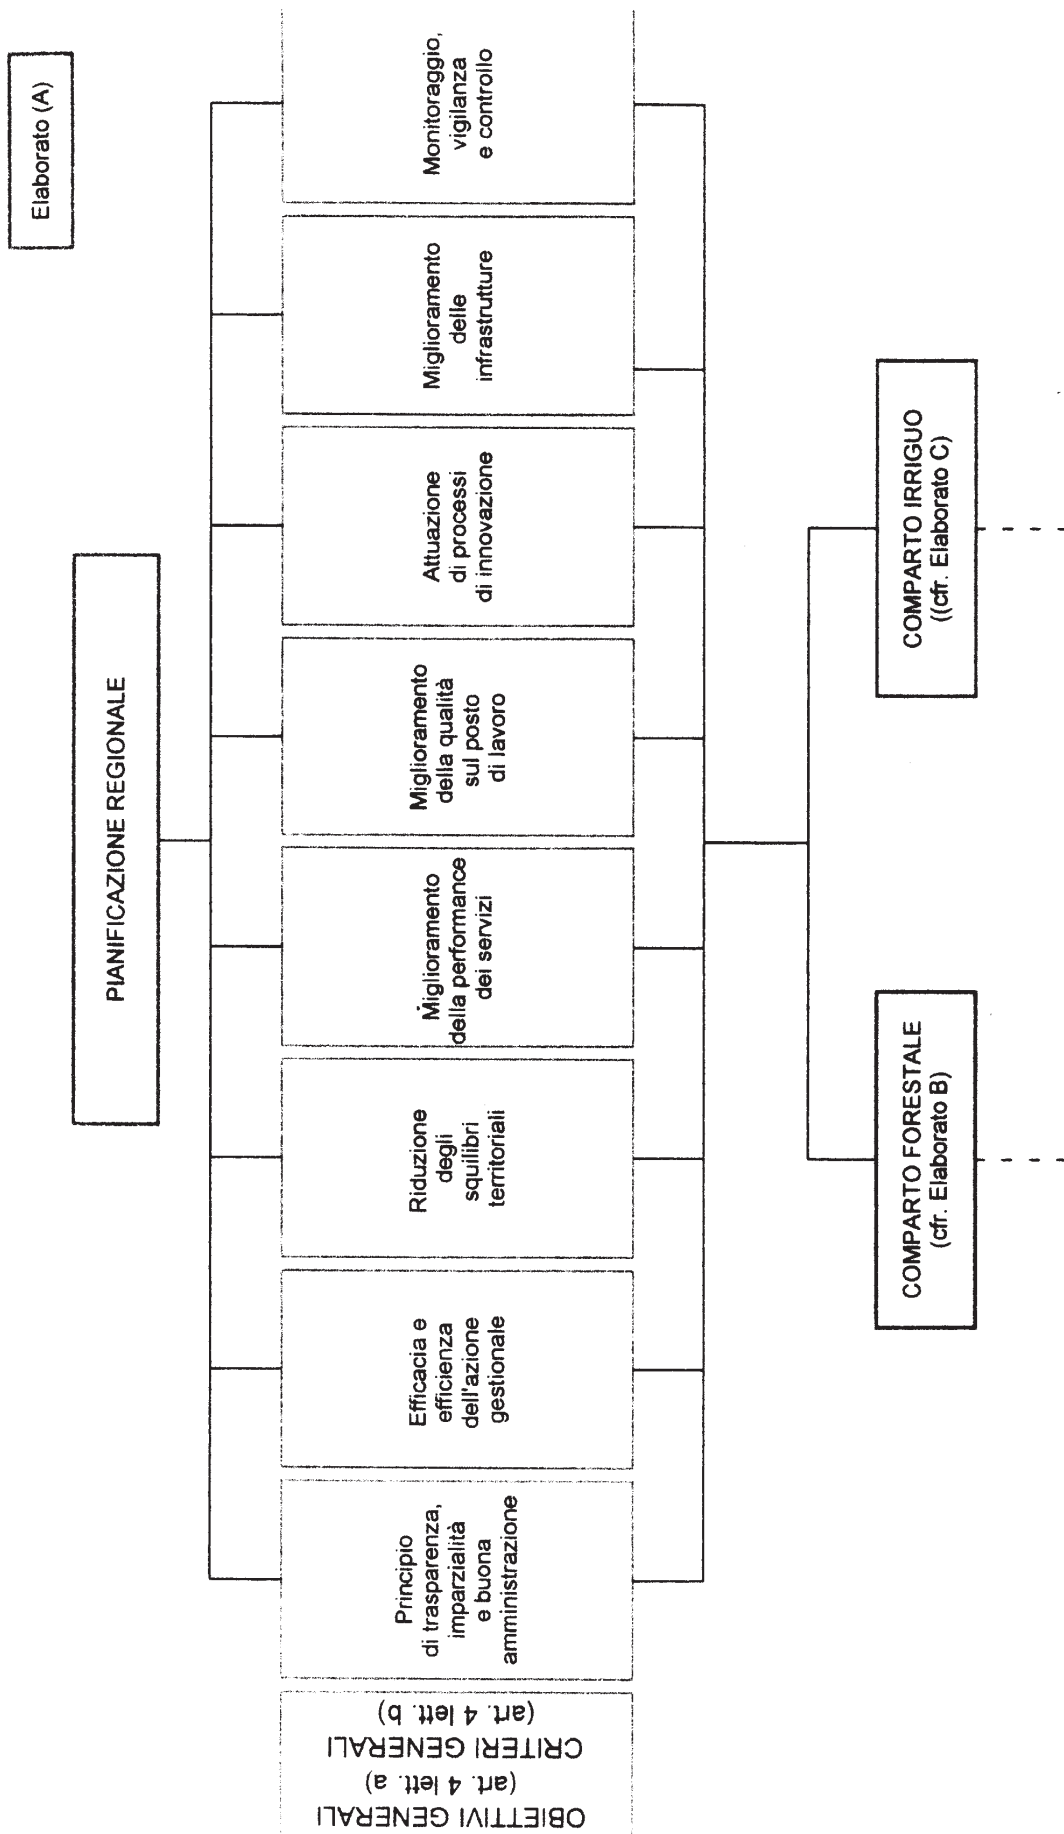 Elaborato (A)
PIANIFICAZIONE REGIONALE
OBIETTIVI GENERALI
(art. 4 lett. a)
CRITERI GENERALI
(art. 4 lett. b)
Principio
di trasparenza,
imparzialità
e buona
amministrazione
Efficacia e
efficienza
dell'azione
gestionale
Riduzione
degli
squilibri
territoriali
Miglioramento
della performance
dei servizi
Miglioramento
della qualità
sul posto
di lavoro
Attuazione
di processi
di innovazione
Miglioramento
delle
infrastrutture
Monitoraggio,
vigilanza
e controllo
COMPARTO FORESTALE
(cfr. Elaborato B)
COMPARTO IRRIGUO
((cfr. Elaborato C)